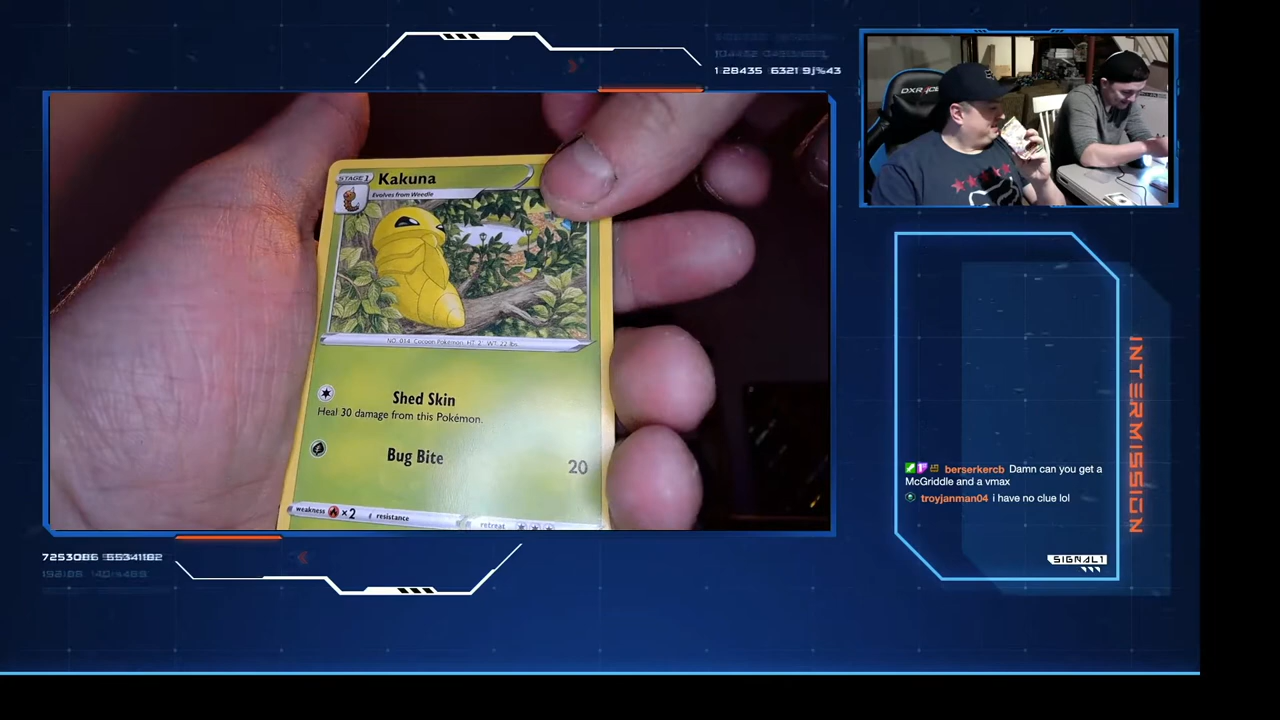 1 28435 6321 9j%43
DXRACER
STAGE 1
Kakuna
Evolves from Weedle
NO. 014 Cocoon Pokémon HT: 2' WT: 22 lbs.
Shed Skin
Heal 30 damage from this Pokémon.
Bug Bite
20
weakness ×2
resistance
retreat
berserkercb Damn can you get a
McGriddle and a vmax
troyjanman04 i have no clue lol
INTERMISSION
SIGNAL1